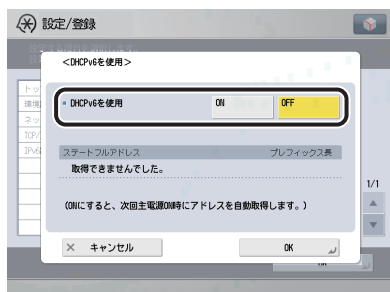 設定/登録
<DHCPv6を使用>
DHCPv6を使用 ON OFF
ステートフルアドレス プレフィックス長
取得できませんでした。
1/1
(ONにすると、次回主電源ON時にアドレスを自動取得します。)
× キャンセル OK